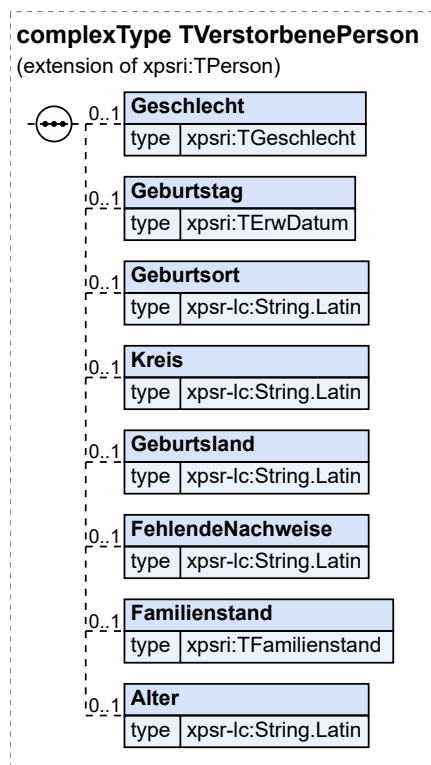 complexType TVerstorbenePerson
(extension of xpsri:TPerson)
0..1 Geschlecht
type xpsri:TGeschlecht
0..1 Geburtstag
type xpsri:TErwDatum
0..1 Geburtsort
type xpsr-lc:String.Latin
0..1 Kreis
type xpsr-lc:String.Latin
0..1 Geburtsland
type xpsr-lc:String.Latin
0..1 FehlendeNachweise
type xpsr-lc:String.Latin
0..1 Familienstand
type xpsri:TFamilienstand
0..1 Alter
type xpsr-lc:String.Latin